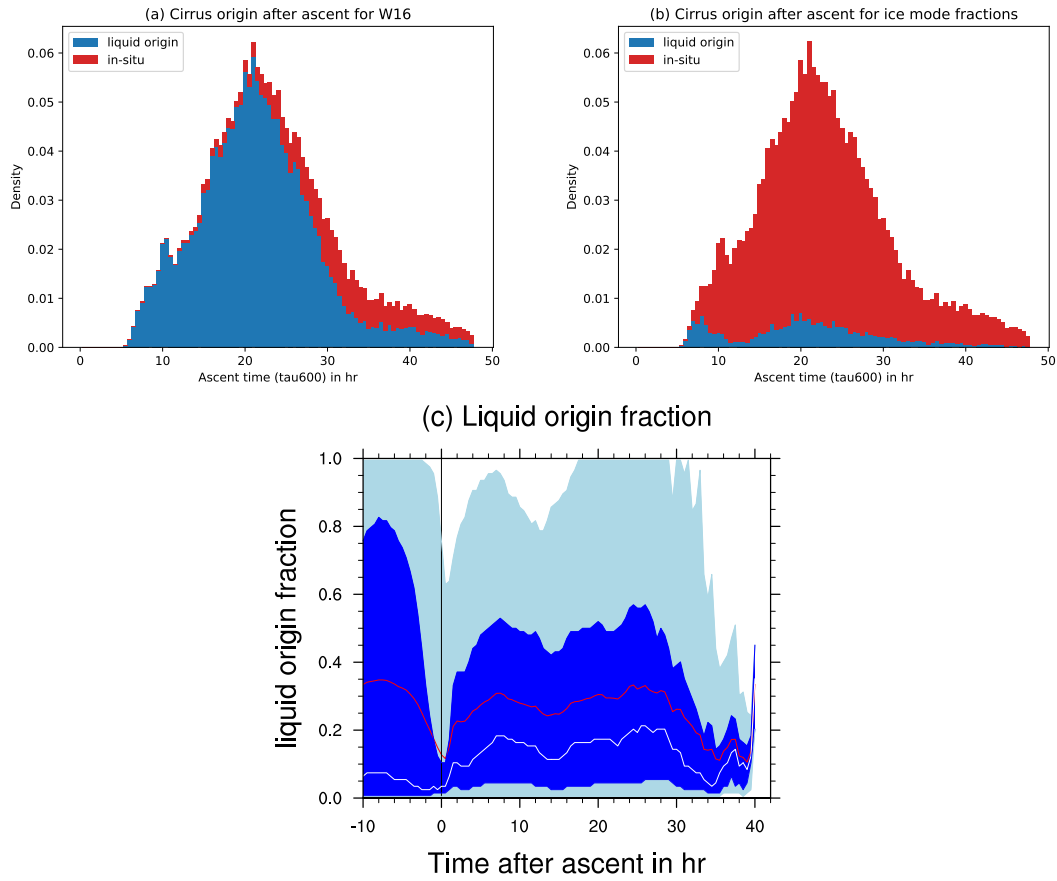 (a) Cirrus origin after ascent for W16
liquid origin
in-situ
0.06
0.05
0.04
0.03
0.02
0.01
0.00
Density
0
10
20
30
40
50
Ascent time (tau600) in hr
(b) Cirrus origin after ascent for ice mode fractions
liquid origin
in-situ
0.06
0.05
0.04
0.03
0.02
0.01
0.00
Density
0
10
20
30
40
50
Ascent time (tau600) in hr
(c) Liquid origin fraction
1.0
0.8
0.6
0.4
0.2
0.0
liquid origin fraction
-10
0
10
20
30
40
Time after ascent in hr